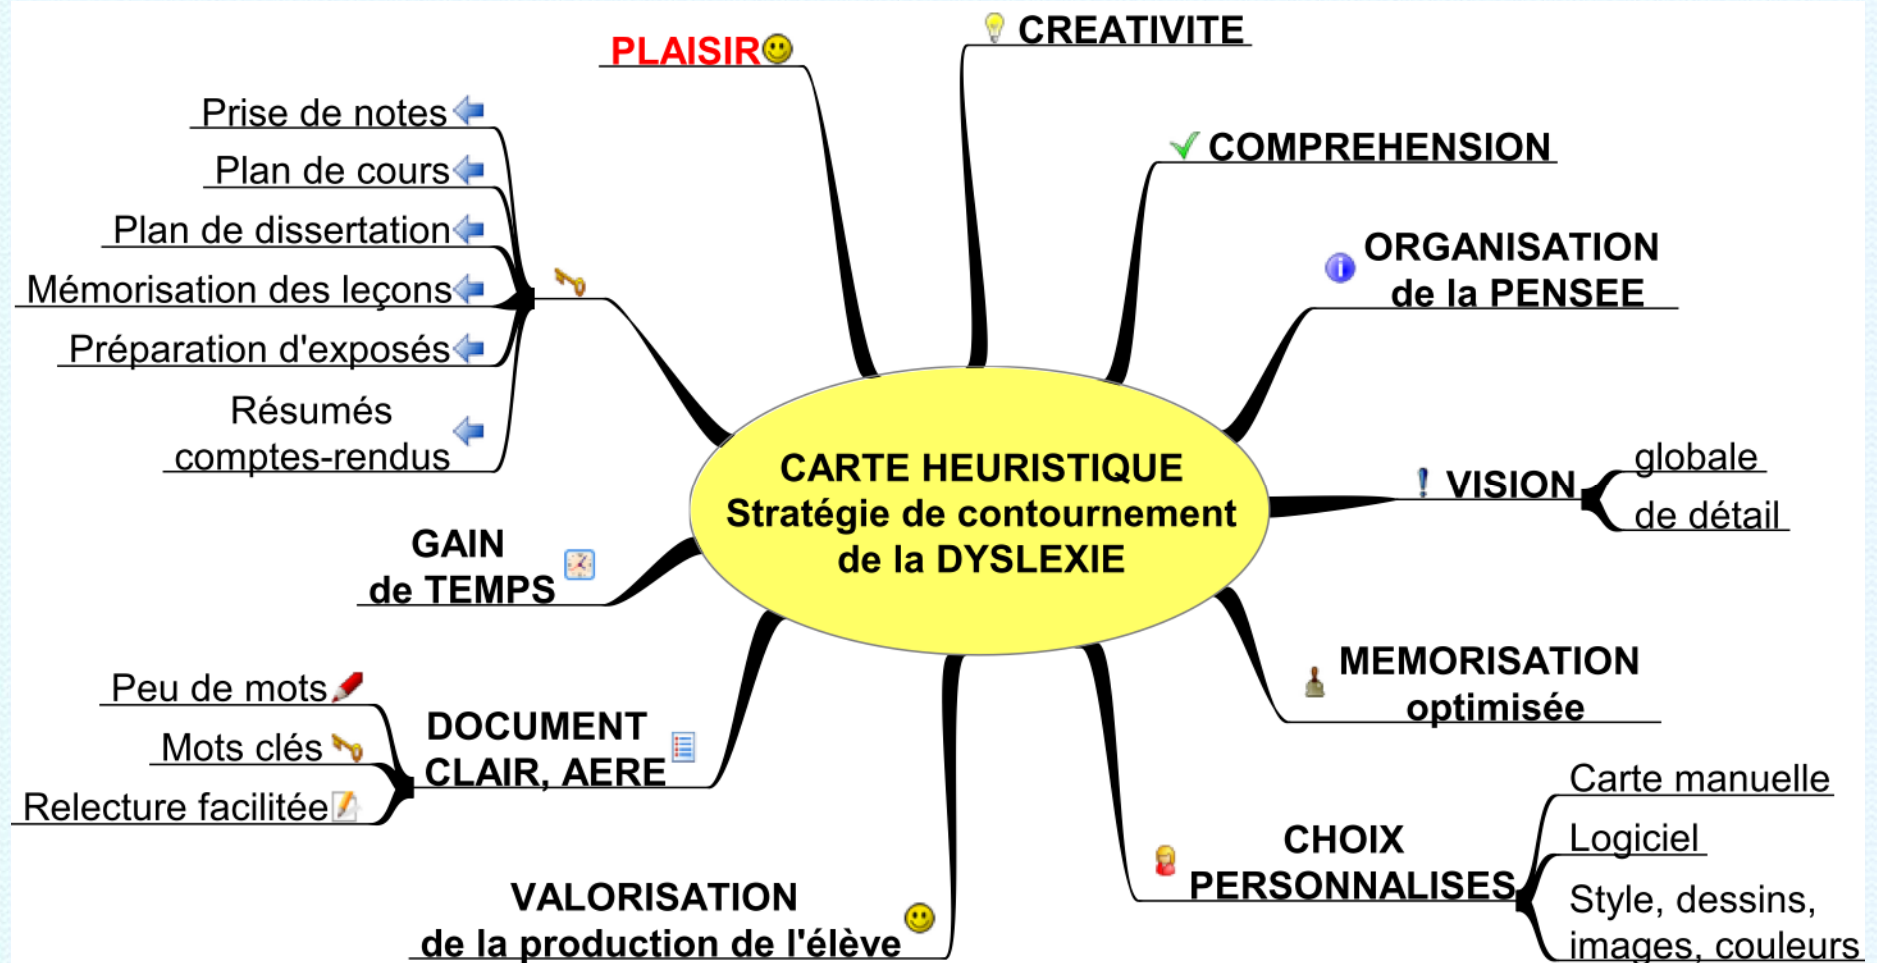 PLAISIR
CREATIVITE
COMPREHENSION
ORGANISATION
de la PENSEE
VISION
globale
de détail
MEMORISATION
optimisée
CHOIX
PERSONNALISES
Carte manuelle
Logiciel
Style, dessins,
images, couleurs
VALORISATION
de la production de l'élève
DOCUMENT
CLAIR, AERE
Peu de mots
Mots clés
Relecture facilitée
GAIN
de TEMPS
Prise de notes
Plan de cours
Plan de dissertation
Mémorisation des leçons
Préparation d'exposés
Résumés
comptes-rendus
CARTE HEURISTIQUE
Stratégie de contournement
de la DYSLEXIE